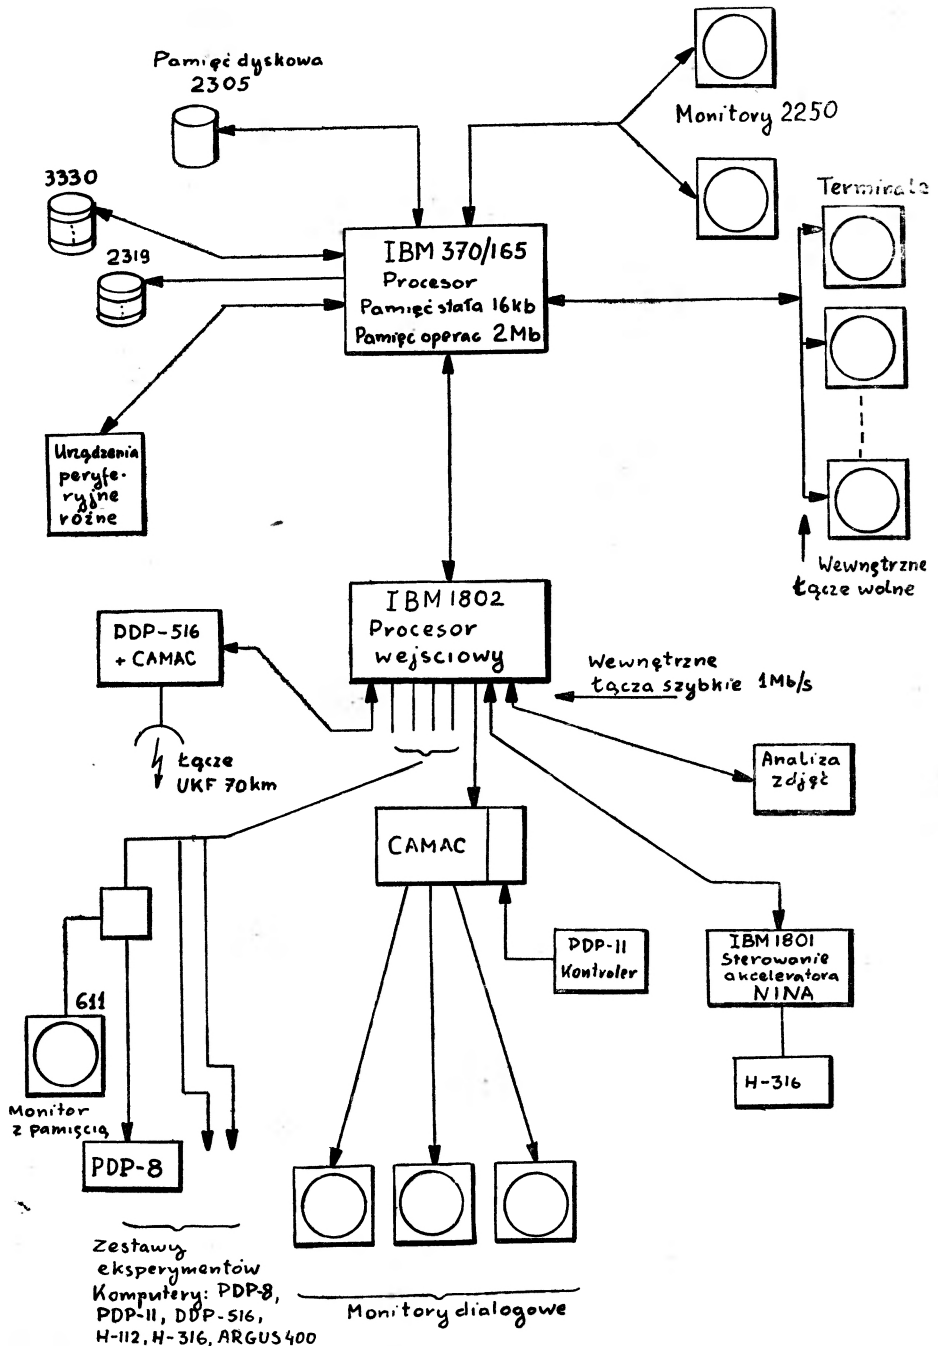 Pamięć dyskowa
2305
Monitory 2250
3330
2319
Terminale
IBM 370/165
Procesor
Pamięć stała 16kb
Pamięć operac 2Mb
Urządzenia
peryfe-
ryjne
różne
Wewnętrzne
Łącze wolne
IBM 1802
Procesor
wejściowy
DDP-516
+ CAMAC
Wewnętrzne
Łącza szybkie 1Mb/s
Łącze
UKF 70km
Analiza
zdjęć
CAMAC
PDP-11
Kontroler
IBM 1801
Sterowanie
akceleratora
NINA
H-316
611
Monitor
z pamięcią
PDP-8
Zestawy
eksperymentów
Komputery: PDP-8,
PDP-11, DDP-516,
H-112, H-316, ARGUS 400
Monitory dialogowe